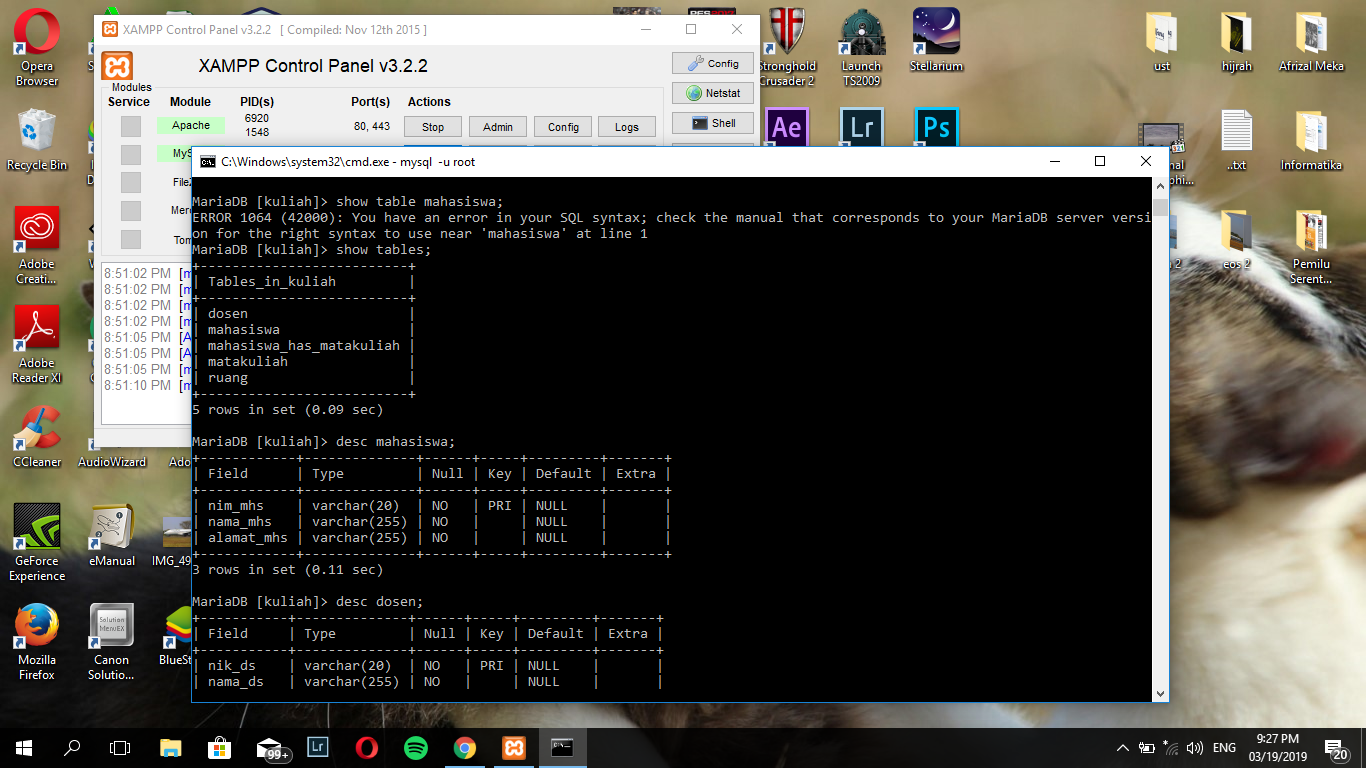 Opera
Browser
Recycle Bin
Adobe
Creati...
Adobe
Reader XI
CCleaner
AudioWizard
Ado
GeForce
Experience
eManual
IMG_49
Mozilla
Firefox
Canon
Solutio...
BlueSt
XAMPP Control Panel v3.2.2 [ Compiled: Nov 12th 2015 ]
XAMPP Control Panel v3.2.2
Modules
Service Module PID(s) Port(s) Actions
Apache 6920 1548 80, 443 Stop Admin Config Logs
MyS
FileZ
Merc
Tom
Config
Netstat
Shell
8:51:02 PM [m
8:51:02 PM [m
8:51:02 PM [m
8:51:02 PM [m
8:51:05 PM [A
8:51:05 PM [A
8:51:05 PM [m
8:51:10 PM [m
Stronghold
Crusader 2
Launch
TS2009
Stellarium
Ae
Lr
Ps
ust
hijrah
Afrizal Meka
..txt
Informatika
eos 2
Pemilu
Serent...
C:\Windows\system32\cmd.exe - mysql -u root
MariaDB [kuliah]> show table mahasiswa;
ERROR 1064 (42000): You have an error in your SQL syntax; check the manual that corresponds to your MariaDB server versi
on for the right syntax to use near 'mahasiswa' at line 1
MariaDB [kuliah]> show tables;
+--------------------------+
| Tables_in_kuliah         |
+--------------------------+
| dosen                    |
| mahasiswa                |
| mahasiswa_has_matakuliah |
| matakuliah               |
| ruang                    |
+--------------------------+
5 rows in set (0.09 sec)
MariaDB [kuliah]> desc mahasiswa;
+------------+--------------+------+-----+---------+-------+
| Field      | Type         | Null | Key | Default | Extra |
+------------+--------------+------+-----+---------+-------+
| nim_mhs    | varchar(20)  | NO   | PRI | NULL    |       |
| nama_mhs   | varchar(255) | NO   |     | NULL    |       |
| alamat_mhs | varchar(255) | NO   |     | NULL    |       |
+------------+--------------+------+-----+---------+-------+
3 rows in set (0.11 sec)
MariaDB [kuliah]> desc dosen;
+-----------+--------------+------+-----+---------+-------+
| Field     | Type         | Null | Key | Default | Extra |
+-----------+--------------+------+-----+---------+-------+
| nik_ds    | varchar(20)  | NO   | PRI | NULL    |       |
| nama_ds   | varchar(255) | NO   |     | NULL    |       |
99+
Lr
ENG
9:27 PM
03/19/2019
20